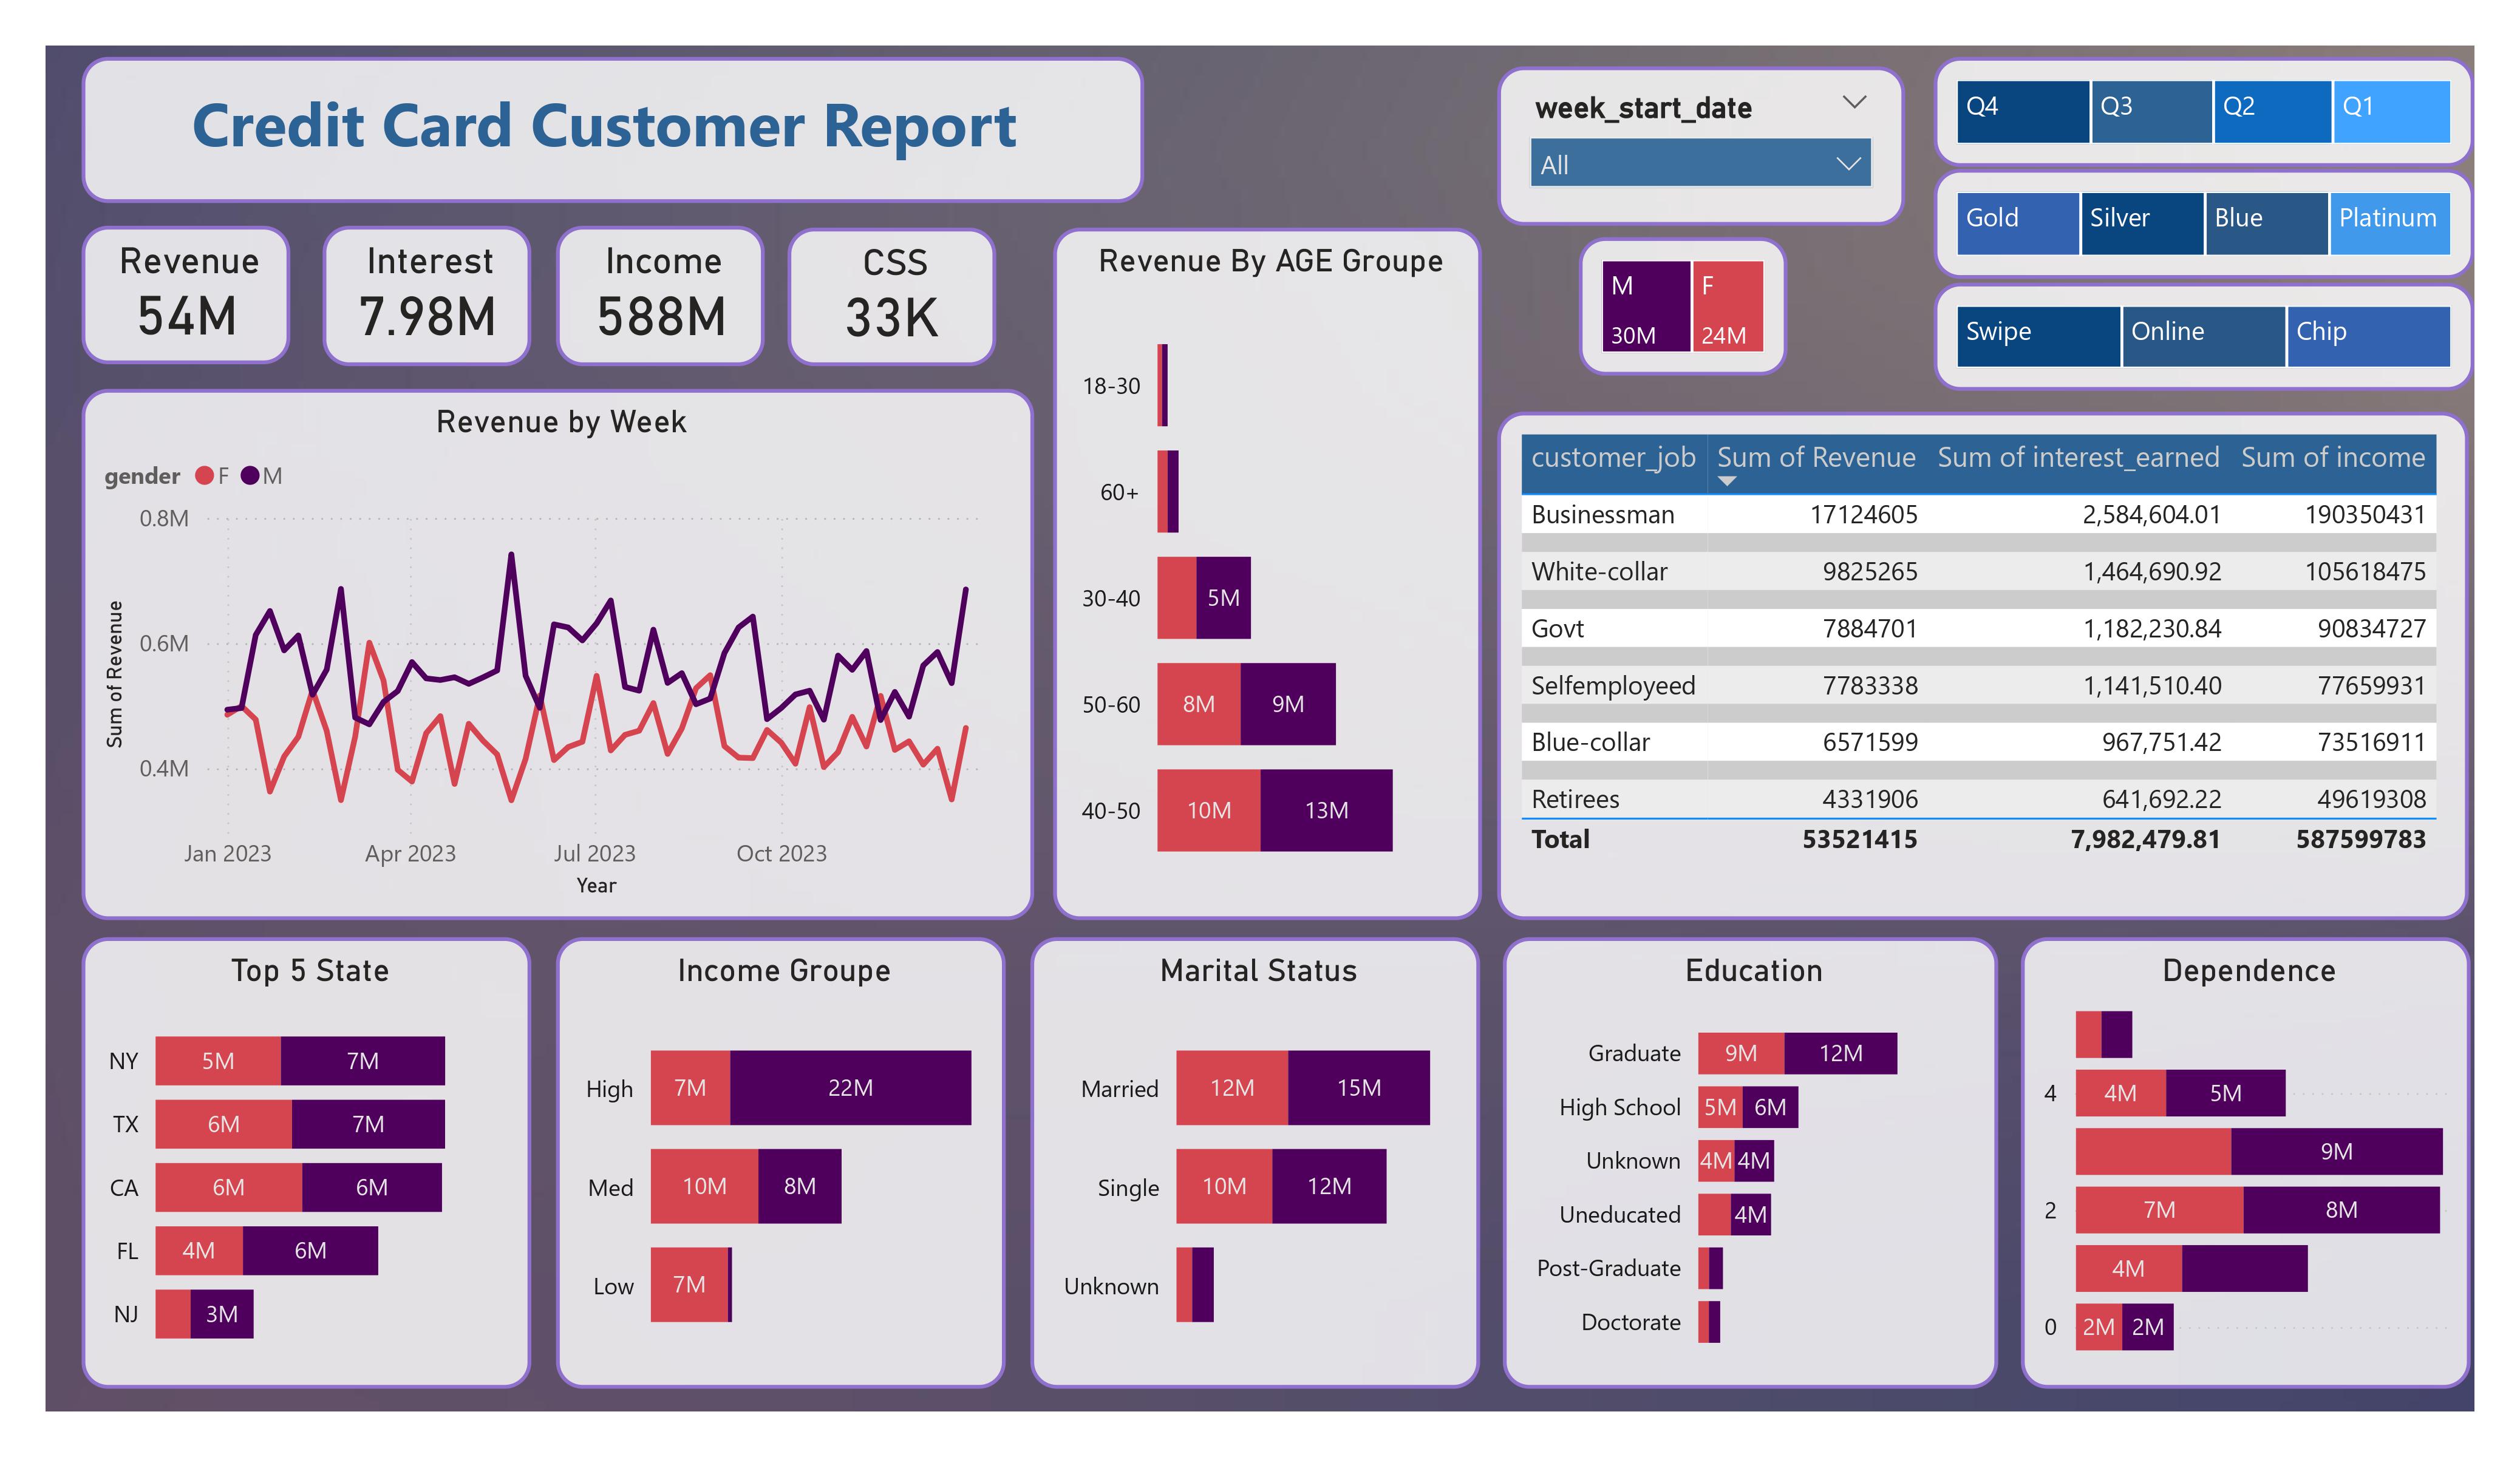 Credit Card Customer Report
week_start_date
All
Q4 Q3 Q2 Q1
Gold Silver Blue Platinum
Swipe Online Chip
M F
30M 24M
Revenue
54M
Interest
7.98M
Income
588M
CSS
33K
Revenue by Week
gender F M
Sum of Revenue
0.8M
0.6M
0.4M
Jan 2023 Apr 2023 Jul 2023 Oct 2023
Year
Revenue By AGE Groupe
18-30
60+
30-40 5M
50-60 8M 9M
40-50 10M 13M
customer_job Sum of Revenue Sum of interest_earned Sum of income
Businessman 17124605 2,584,604.01 190350431
White-collar 9825265 1,464,690.92 105618475
Govt 7884701 1,182,230.84 90834727
Selfemployeed 7783338 1,141,510.40 77659931
Blue-collar 6571599 967,751.42 73516911
Retirees 4331906 641,692.22 49619308
Total 53521415 7,982,479.81 587599783
Top 5 State
NY 5M 7M
TX 6M 7M
CA 6M 6M
FL 4M 6M
NJ 3M
Income Groupe
High 7M 22M
Med 10M 8M
Low 7M
Marital Status
Married 12M 15M
Single 10M 12M
Unknown
Education
Graduate 9M 12M
High School 5M 6M
Unknown 4M 4M
Uneducated 4M
Post-Graduate
Doctorate
Dependence
4 4M 5M
9M
2 7M 8M
4M
0 2M 2M